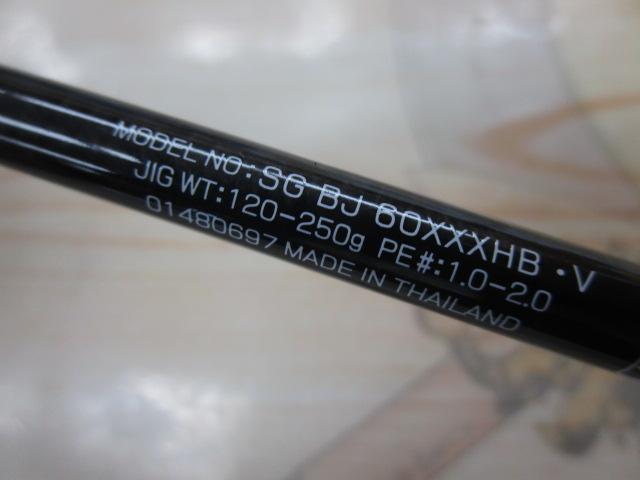 MODEL NO:SG BJ 60XXXHB・V
JIG WT:120-250g PE#:1.0-2.0
01480697 MADE IN THAILAND